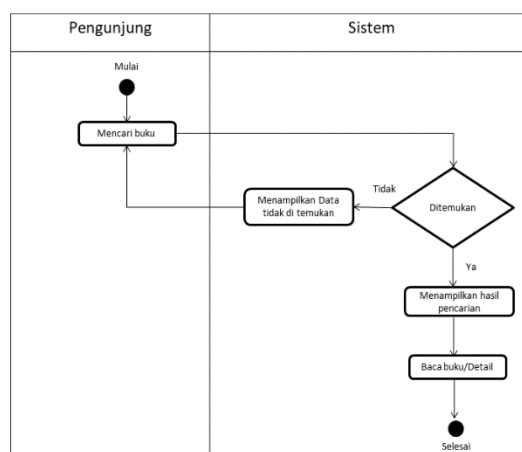 Pengunjung
Sistem
Mulai
Mencari buku
Tidak
Menampilkan Data
tidak di temukan
Ditemukan
Ya
Menampilkan hasil
pencarian
Baca buku/Detail
Selesai